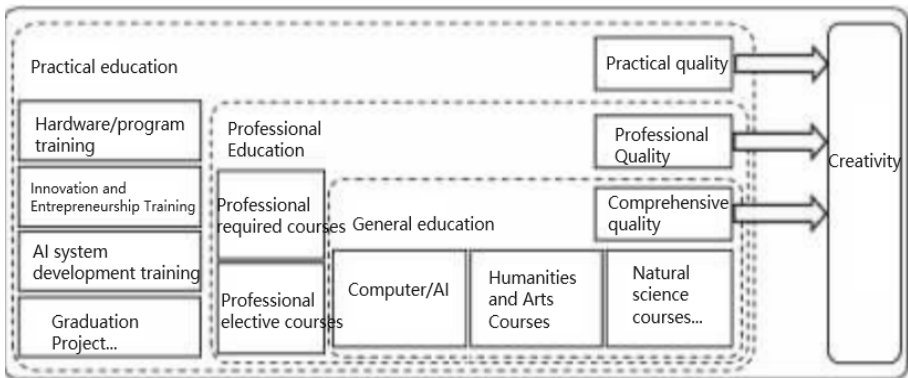 Practical education
Practical quality
Hardware/program
training
Innovation and
Entrepreneurship Training
AI system
development training
Graduation
Project...
Professional
Education
Professional
Quality
Professional
required courses
Professional
elective courses
General education
Comprehensive
quality
Computer/AI
Humanities
and Arts
Courses
Natural
science
courses...
Creativity